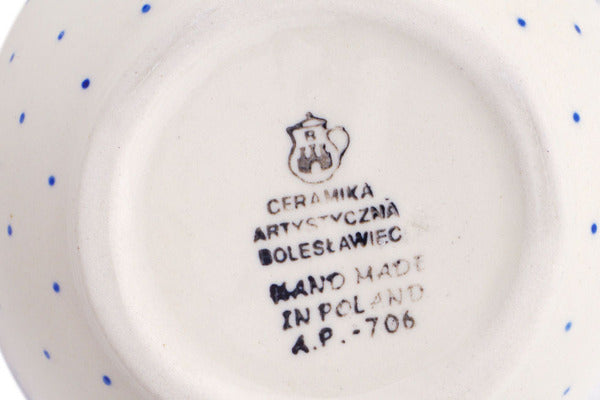 R
CERAMIKA
ARTYSTYCZNA
BOLESŁAWIEC
HAND MADE
IN POLAND
A.P.-706